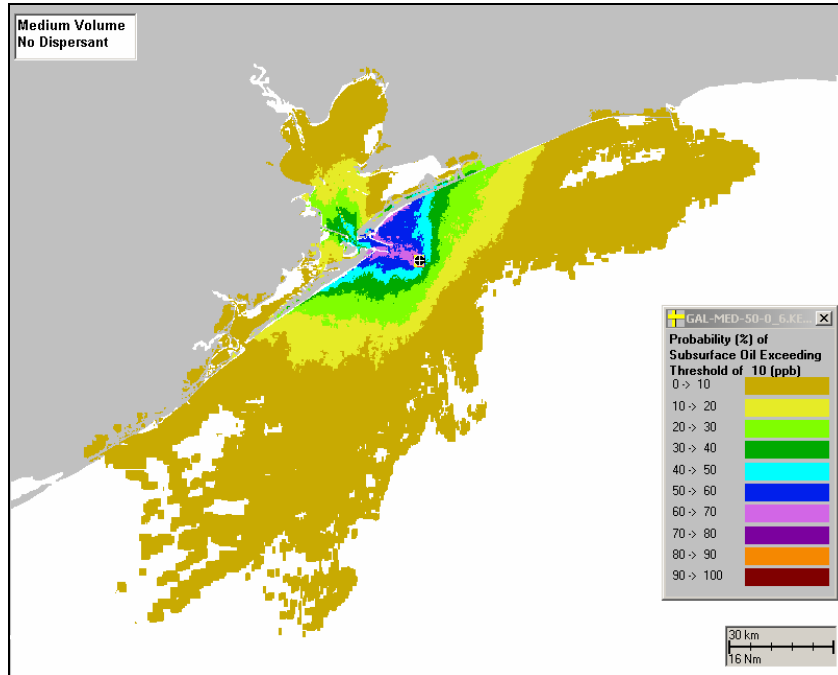 Medium Volume
No Dispersant
GAL-MED-50-0_6.KE...
Probability (%) of
Subsurface Oil Exceeding
Threshold of 10 (ppb)
0 -> 10
10 -> 20
20 -> 30
30 -> 40
40 -> 50
50 -> 60
60 -> 70
70 -> 80
80 -> 90
90 -> 100
30 km
16 Nm